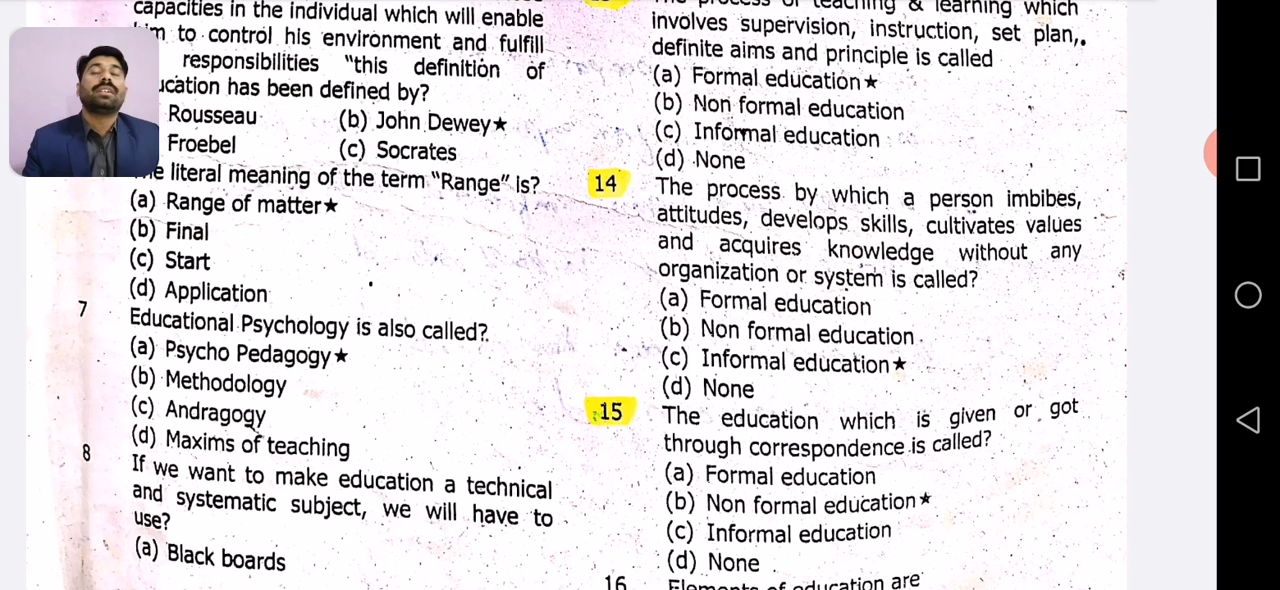 capacities in the individual which will enable
to control his environment and fulfill
responsibilities "this definition of
has been defined by?
Rousseau (b) John Dewey★
Froebel (c) Socrates
literal meaning of the term "Range" is?
(a) Range of matter★
(b) Final
(c) Start
(d) Application
7 Educational Psychology is also called?
(a) Psycho Pedagogy★
(b) Methodology
(c) Andragogy
(d) Maxims of teaching
8 If we want to make education a technical
and systematic subject, we will have to
use?
(a) Black boards
teaching & learning which
involves supervision, instruction, set plan,
definite aims and principle is called
(a) Formal education★
(b) Non formal education
(c) Informal education
(d) None
14 The process by which a person imbibes,
attitudes, develops skills, cultivates values
and acquires knowledge without any
organization or system is called?
(a) Formal education
(b) Non formal education
(c) Informal education★
(d) None
15 The education which is given or got
through correspondence is called?
(a) Formal education
(b) Non formal education★
(c) Informal education
(d) None
16 Elements of education are